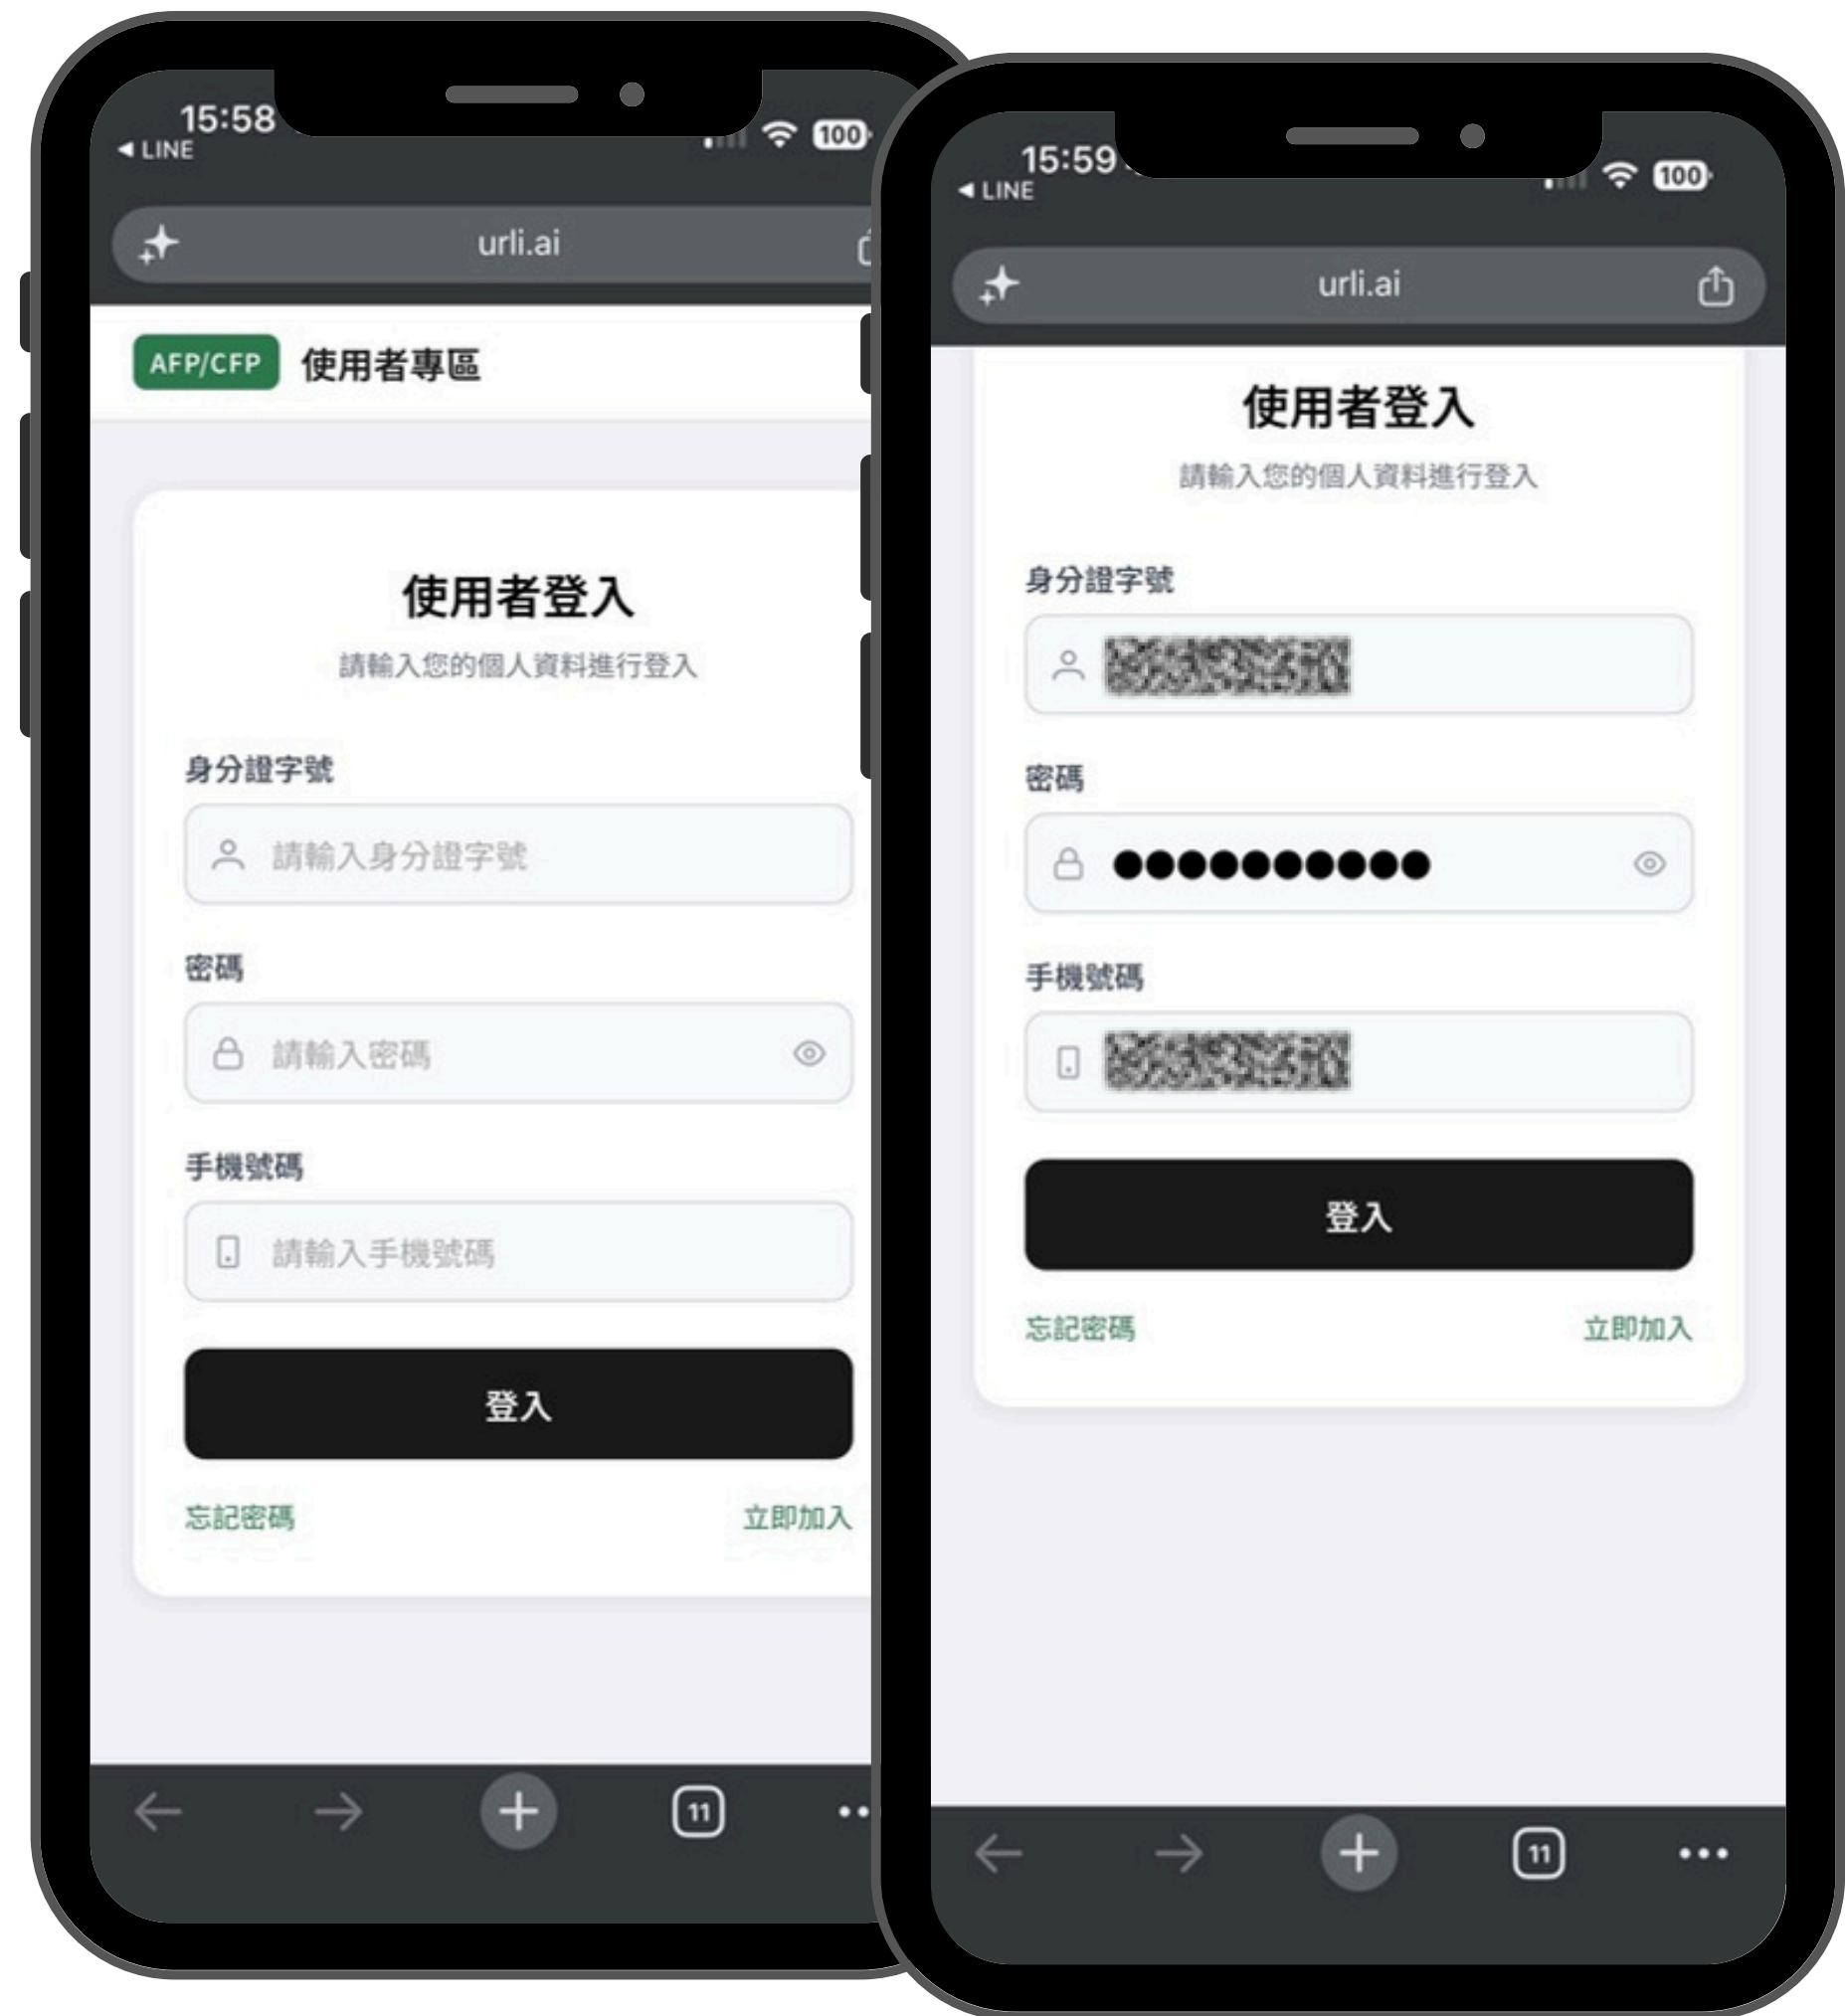 15:58
LINE
100
urli.ai
AFP/CFP 使用者專區
使用者登入
請輸入您的個人資料進行登入
身分證字號
請輸入身分證字號
密碼
請輸入密碼
手機號碼
請輸入手機號碼
登入
忘記密碼 立即加入
11
15:59
LINE
100
urli.ai
使用者登入
請輸入您的個人資料進行登入
身分證字號
密碼
手機號碼
登入
忘記密碼 立即加入
11